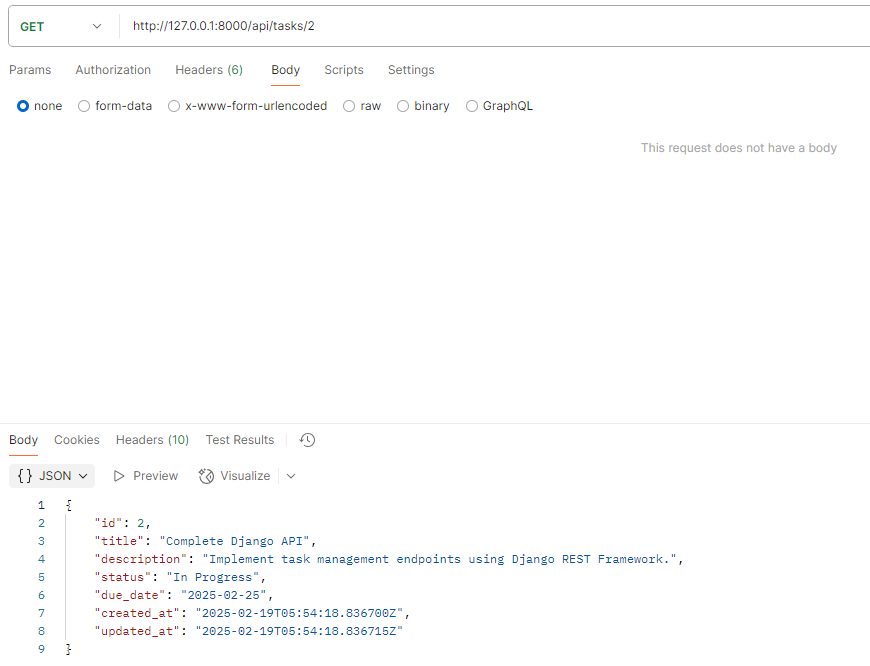 GET http://127.0.0.1:8000/api/tasks/2
Params Authorization Headers (6) Body Scripts Settings
none form-data x-www-form-urlencoded raw binary GraphQL
This request does not have a body
Body Cookies Headers (10) Test Results
{} JSON Preview Visualize
1 {
2 "id": 2,
3 "title": "Complete Django API",
4 "description": "Implement task management endpoints using Django REST Framework.",
5 "status": "In Progress",
6 "due_date": "2025-02-25",
7 "created_at": "2025-02-19T05:54:18.836700Z",
8 "updated_at": "2025-02-19T05:54:18.836715Z"
9 }